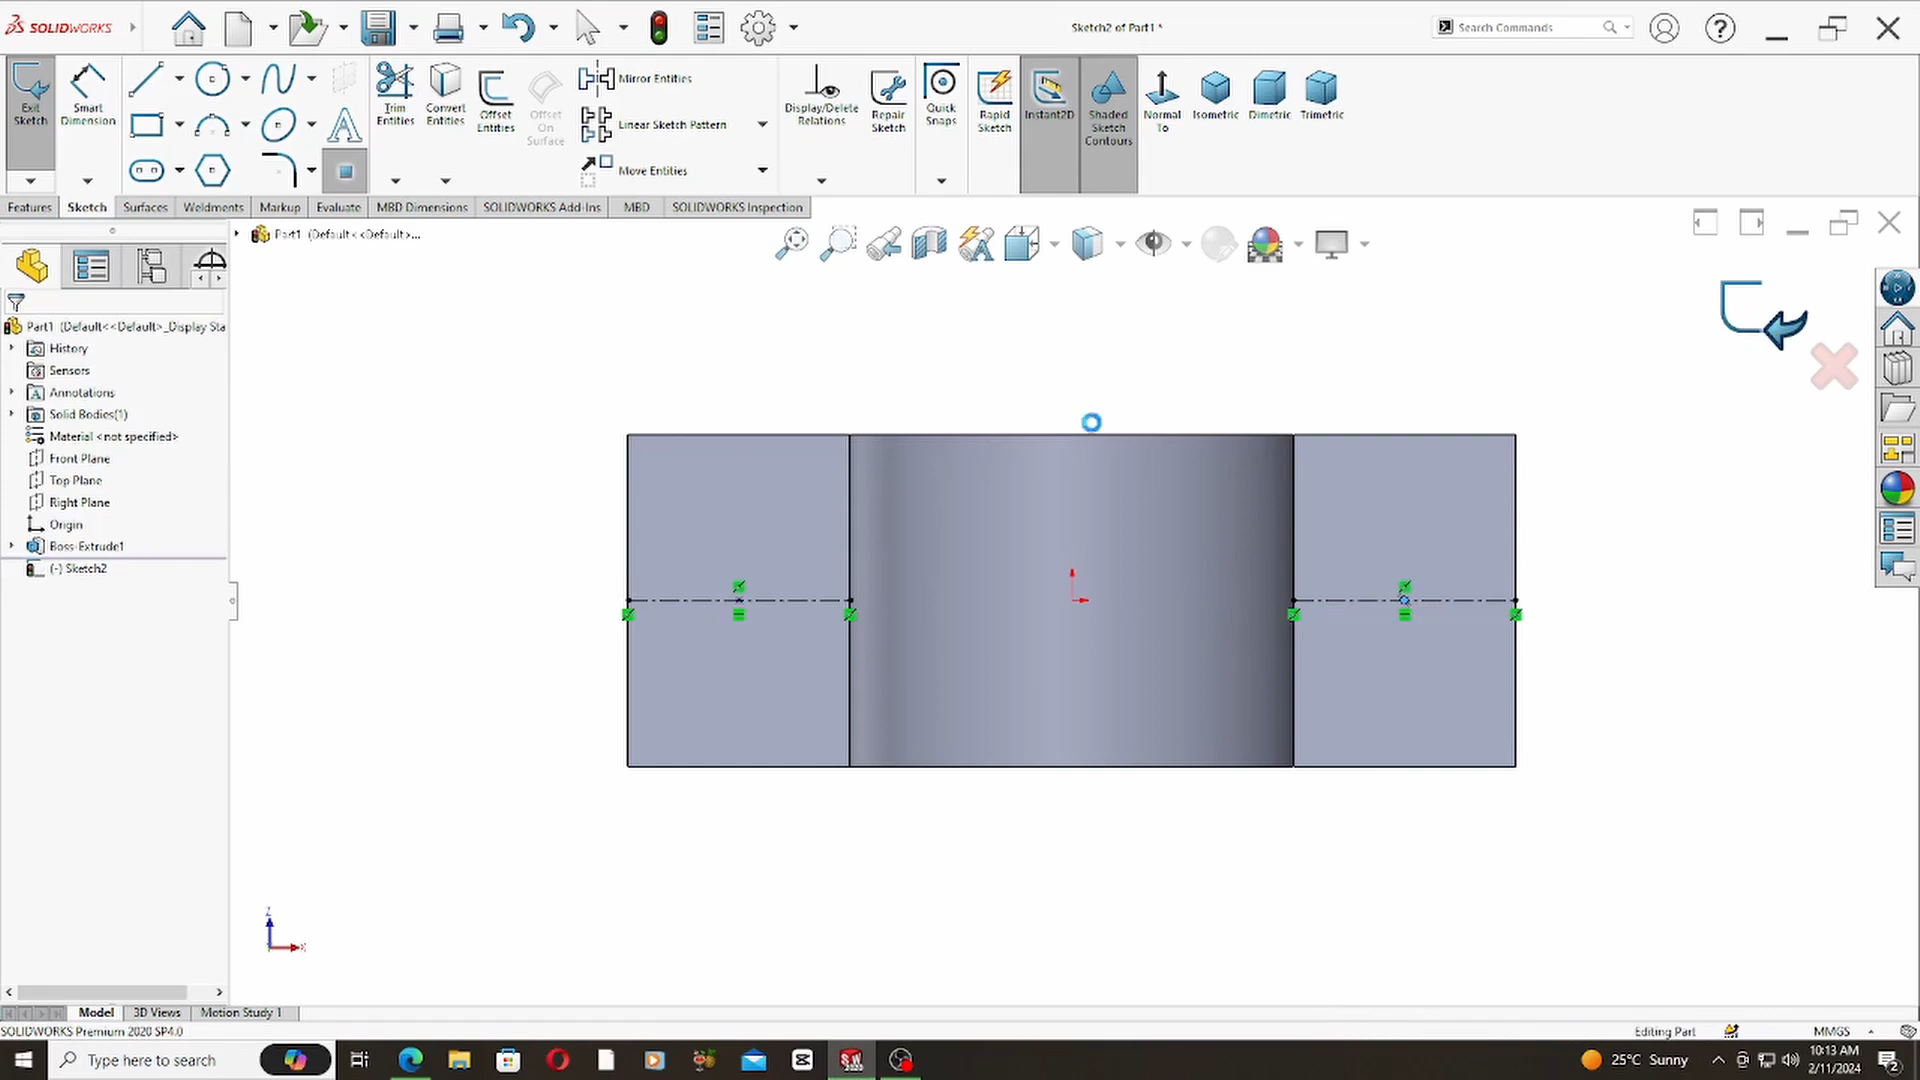 SOLIDWORKS
Sketch2 of Part1 *
Search Commands
Exit Sketch
Smart Dimension
Trim Entities
Convert Entities
Offset Entities
Offset On Surface
Mirror Entities
Linear Sketch Pattern
Move Entities
Display/Delete Relations
Repair Sketch
Quick Snaps
Rapid Sketch
Instant2D
Shaded Sketch Contours
Normal To
Isometric
Dimetric
Trimetric
Features
Sketch
Surfaces
Weldments
Markup
Evaluate
MBD Dimensions
SOLIDWORKS Add-Ins
MBD
SOLIDWORKS Inspection
Part1 (Default<<Default>...
Part1 (Default<<Default>_Display Sta
History
Sensors
Annotations
Solid Bodies(1)
Material <not specified>
Front Plane
Top Plane
Right Plane
Origin
Boss-Extrude1
(-) Sketch2
Z
X
Model
3D Views
Motion Study 1
SOLIDWORKS Premium 2020 SP4.0
Editing Part
MMGS
Type here to search
SW
2020
25°C Sunny
10:13 AM
2/11/2024
2